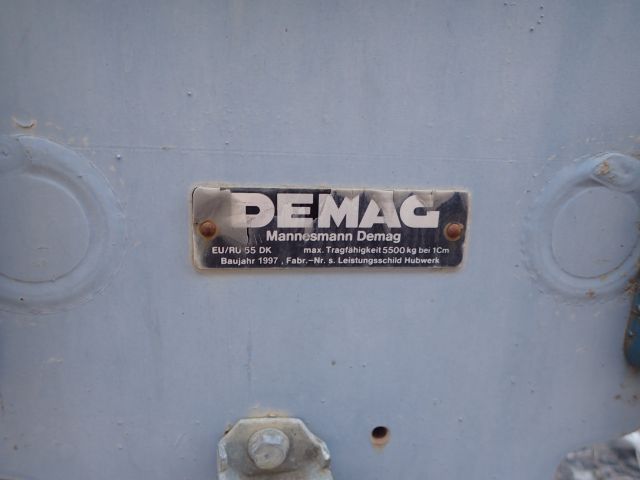 DEMAG
Mannesmann Demag
EU/RU 55 DK max. Tragfähigkeit 5500 kg bei 1Cm
Baujahr 1997 , Fabr.-Nr. s. Leistungsschild Hubwerk